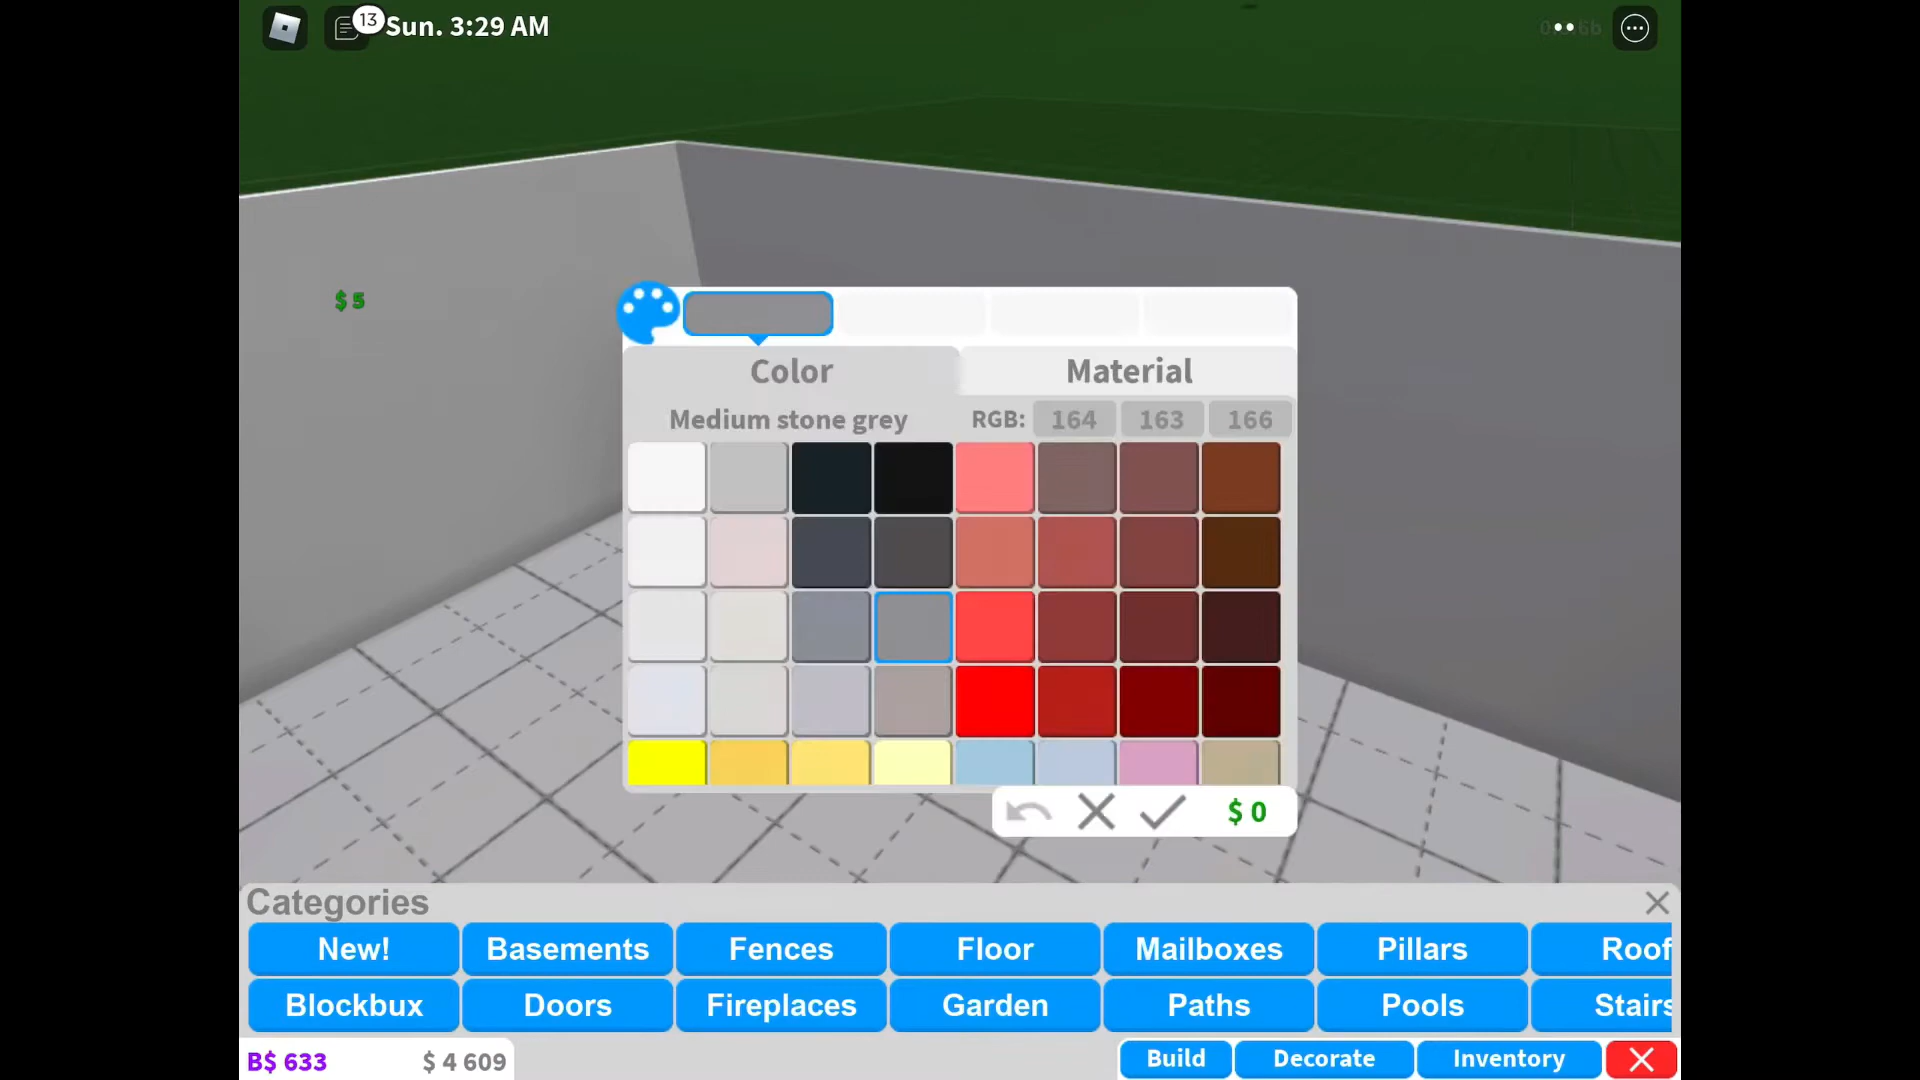 13
Sun. 3:29 AM
$ 5
Color
Material
Medium stone grey
RGB: 164 163 166
$ 0
Categories
New! Basements Fences Floor Mailboxes Pillars Roof
Blockbux Doors Fireplaces Garden Paths Pools Stairs
B$ 633
$ 4 609
Build Decorate Inventory